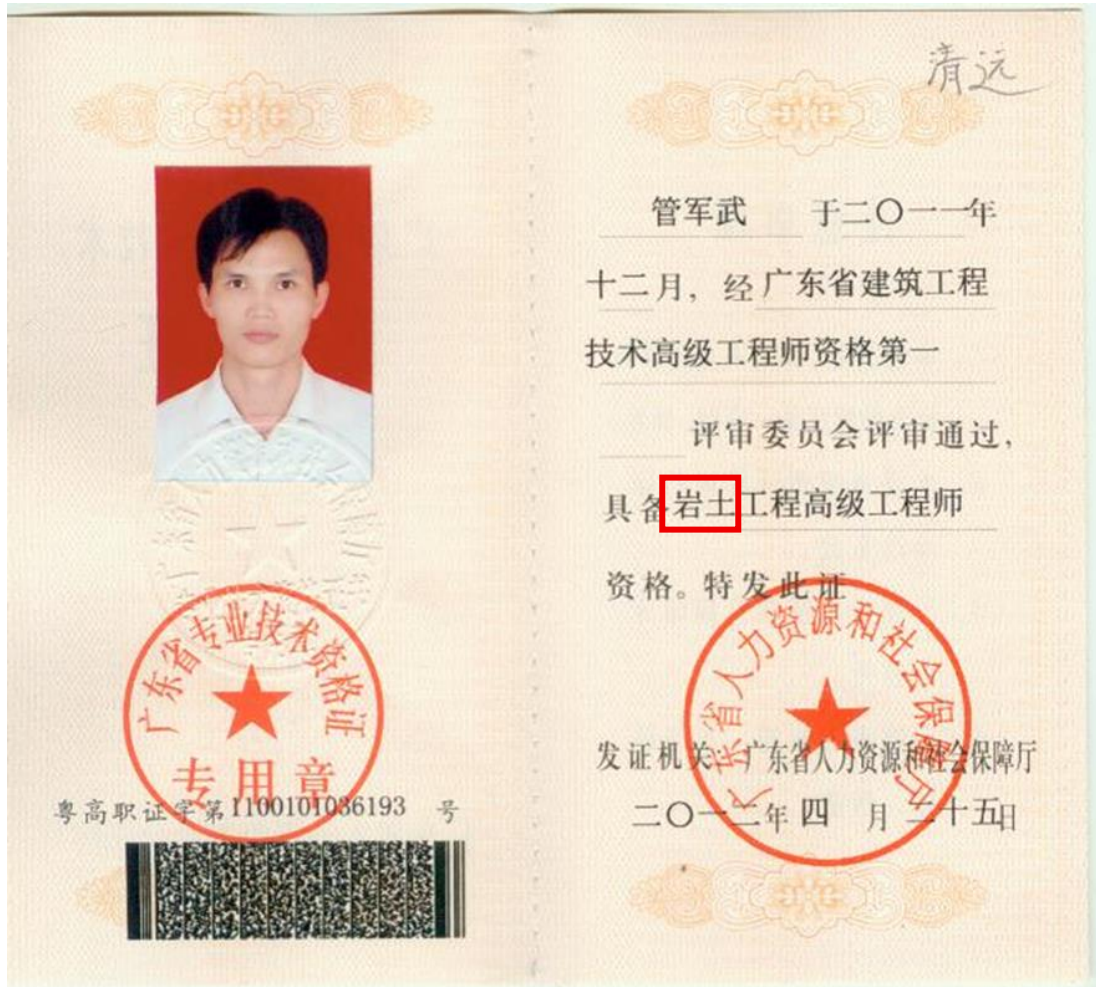 广东省专业技术资格证
专用章
粤高职证字第1100101036193 号
清远
管军武 于二〇一一年
十二月，经广东省建筑工程
技术高级工程师资格第一
评审委员会评审通过，
具备岩土工程高级工程师
资格。特发此证
广东省人力资源和社会保障厅
发证机关：广东省人力资源和社会保障厅
二〇一二年 四 月 二十五日